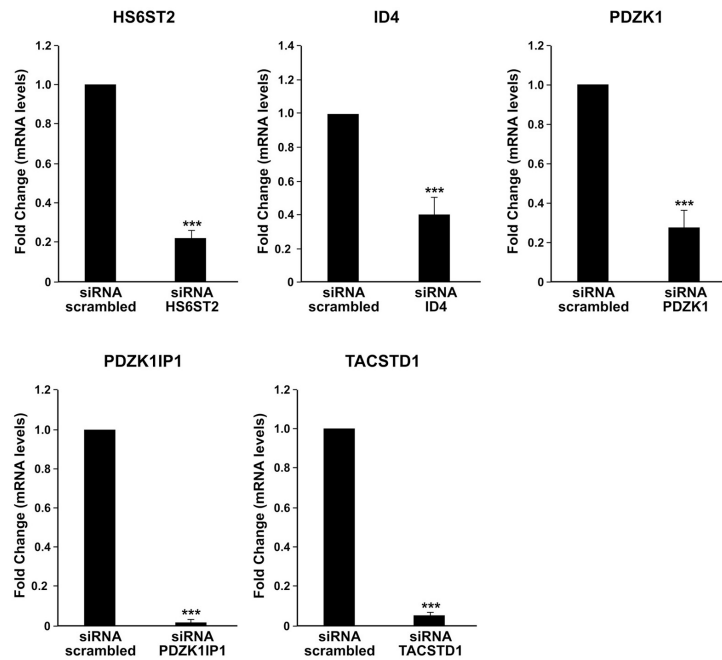 HS6ST2
Fold Change (mRNA levels)
1.2
1.0
0.8
0.6
0.4
0.2
0
***
siRNA scrambled
siRNA HS6ST2
ID4
Fold Change (mRNA levels)
1.4
1.2
1.0
0.8
0.6
0.4
0.2
0
***
siRNA scrambled
siRNA ID4
PDZK1
Fold Change (mRNA levels)
1.2
1.0
0.8
0.6
0.4
0.2
0
***
siRNA scrambled
siRNA PDZK1
PDZK1IP1
Fold Change (mRNA levels)
1.2
1.0
0.8
0.6
0.4
0.2
0
***
siRNA scrambled
siRNA PDZK1IP1
TACSTD1
Fold Change (mRNA levels)
1.2
1.0
0.8
0.6
0.4
0.2
0
***
siRNA scrambled
siRNA TACSTD1